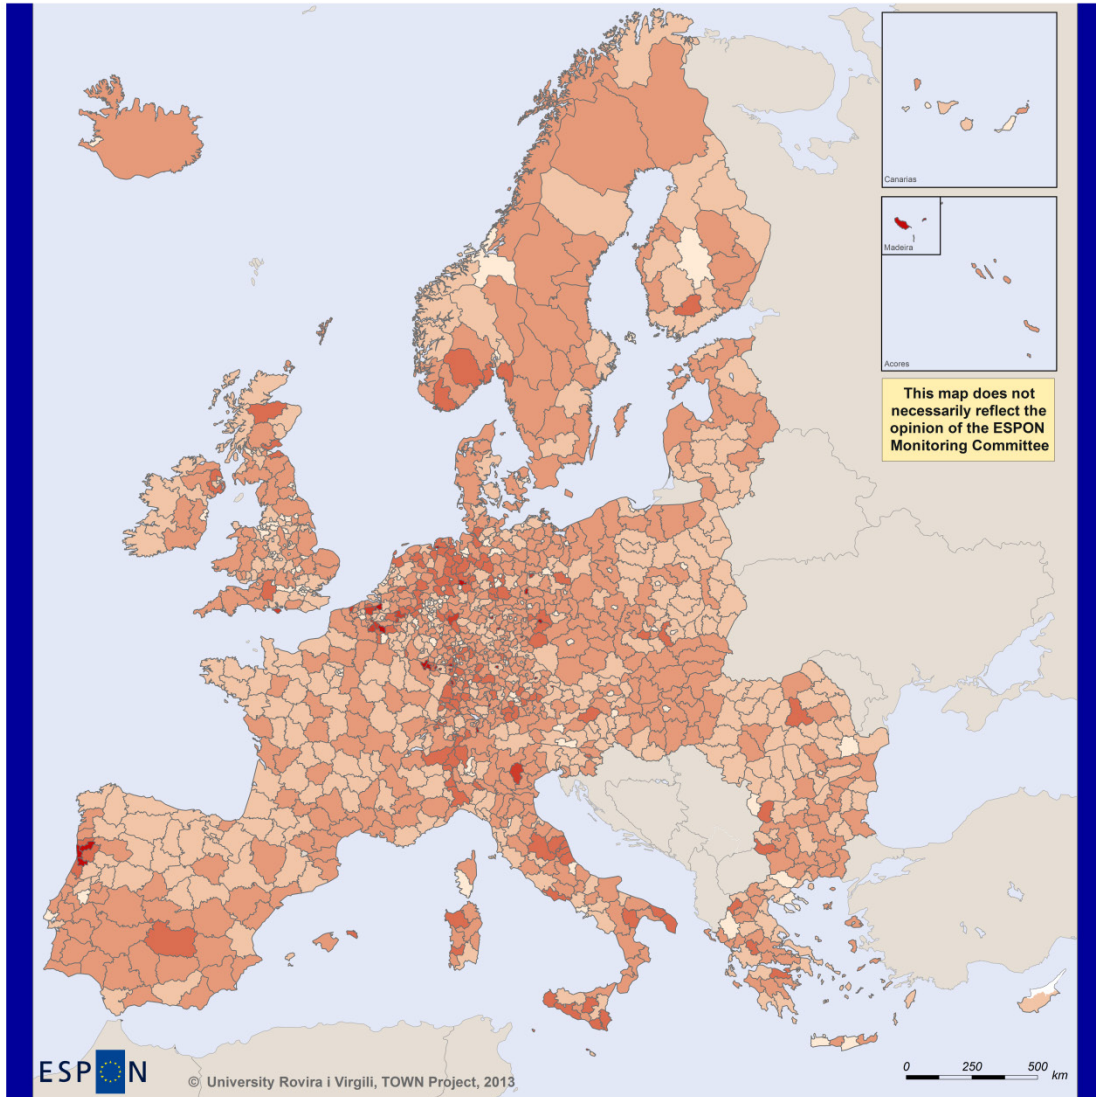 Canarias
Madeira
Acores
This map does not
necessarily reflect the
opinion of the ESPON
Monitoring Committee
ESPON
© University Rovira i Virgili, TOWN Project, 2013
0 250 500
km